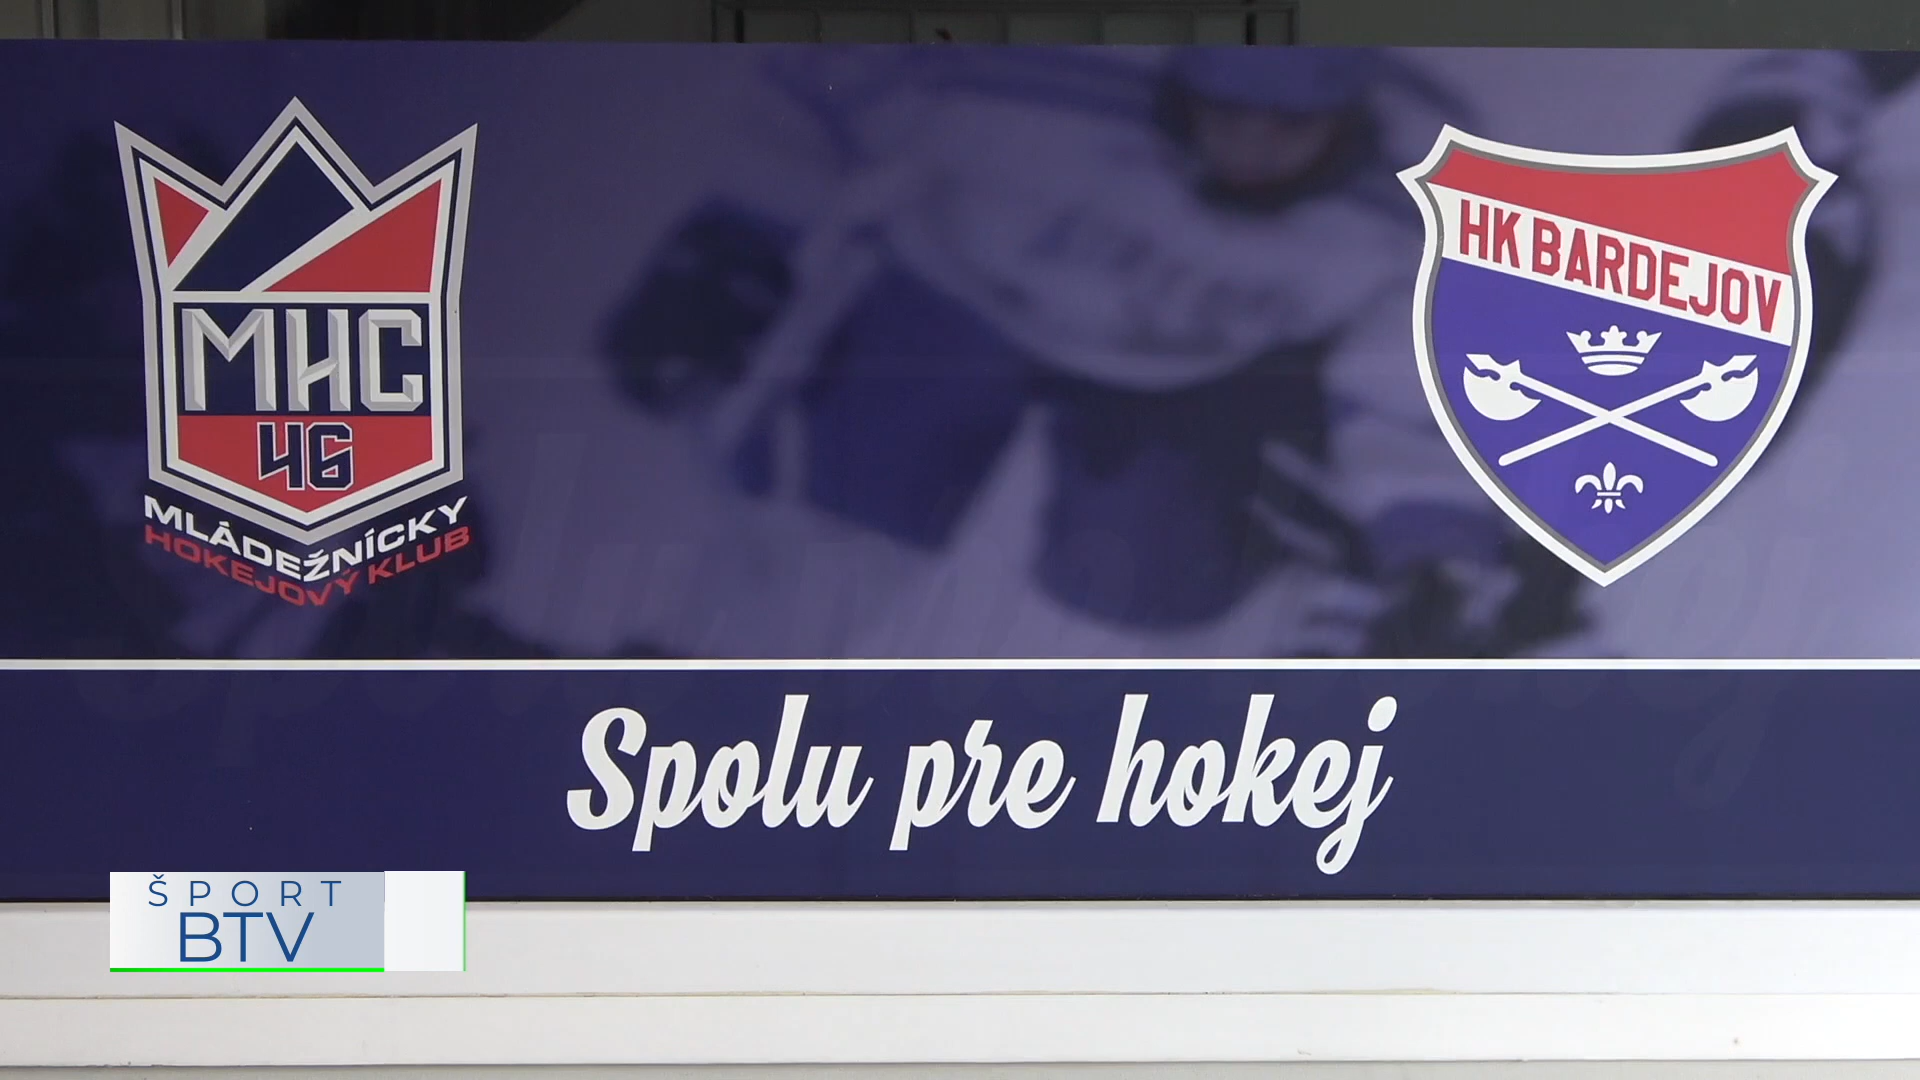 MHC
46
MLÁDEŽNÍCKY
HOKEJOVÝ KLUB
HK BARDEJOV
Spolu pre hokej
ŠPORT
BTV